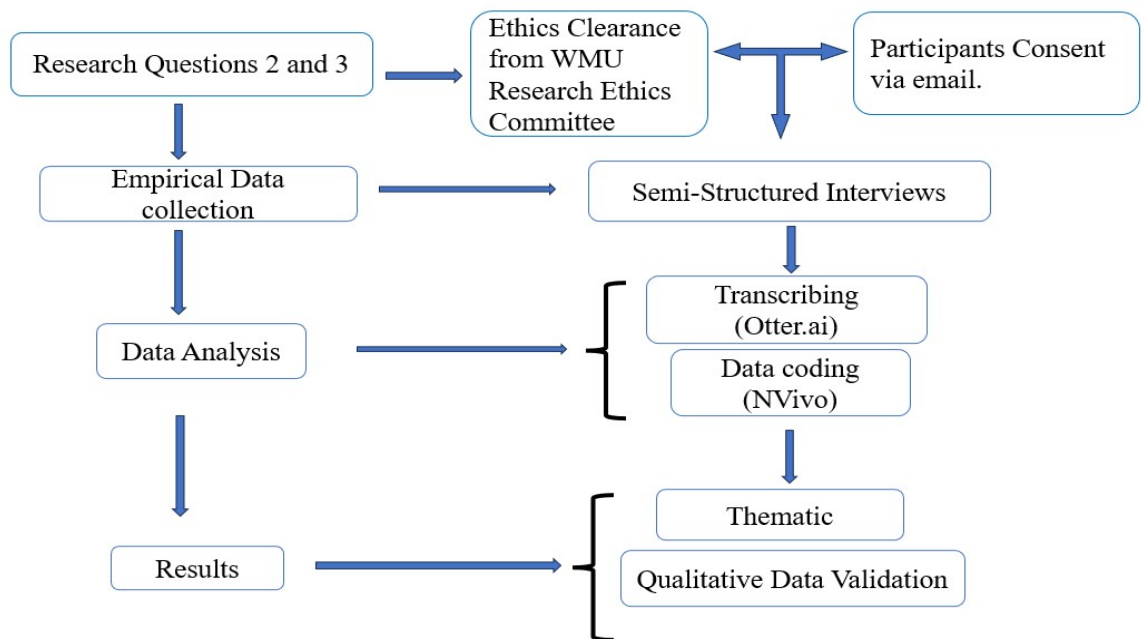 Research Questions 2 and 3
Ethics Clearance
from WMU
Research Ethics
Committee
Participants Consent
via email.
Empirical Data
collection
Semi-Structured Interviews
Data Analysis
Transcribing
(Otter.ai)
Data coding
(NVivo)
Results
Thematic
Qualitative Data Validation